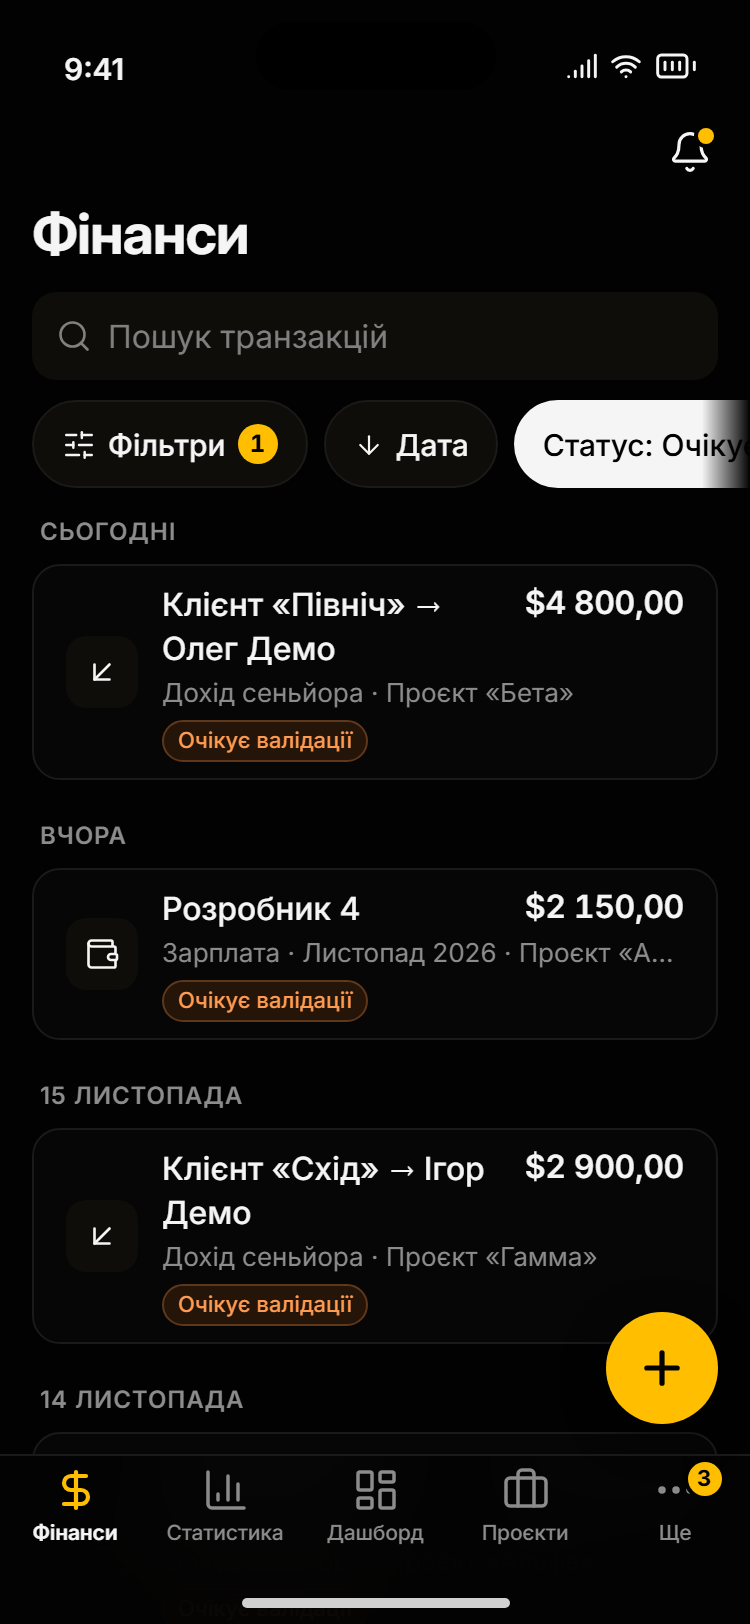 9:41
Фінанси
Пошук транзакцій
Фільтри 1
Дата
Статус: Очіку
СЬОГОДНІ
Клієнт «Північ» → $4 800,00
Олег Демо
Дохід сеньйора · Проєкт «Бета»
Очікує валідації
ВЧОРА
Розробник 4 $2 150,00
Зарплата · Листопад 2026 · Проєкт «А...
Очікує валідації
15 ЛИСТОПАДА
Клієнт «Схід» → Ігор $2 900,00
Демо
Дохід сеньйора · Проєкт «Гамма»
Очікує валідації
14 ЛИСТОПАДА
3
Фінанси Статистика Дашборд Проєкти Ще